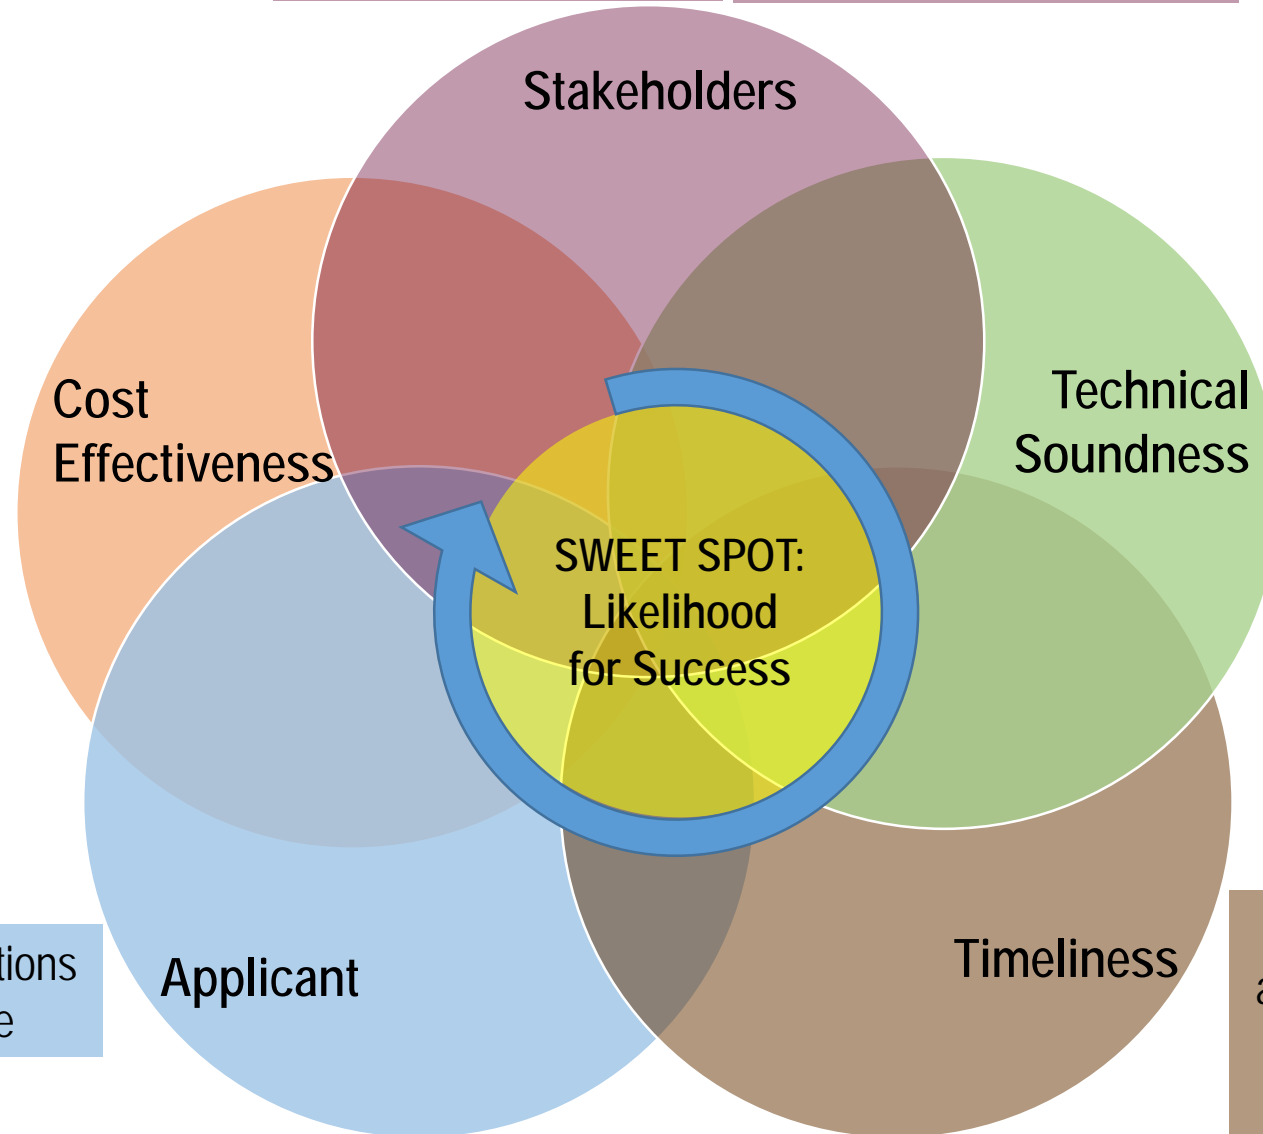 Stakeholders
Cost
Effectiveness
Technical
Soundness
SWEET SPOT:
Likelihood
for Success
Applicant
Timeliness